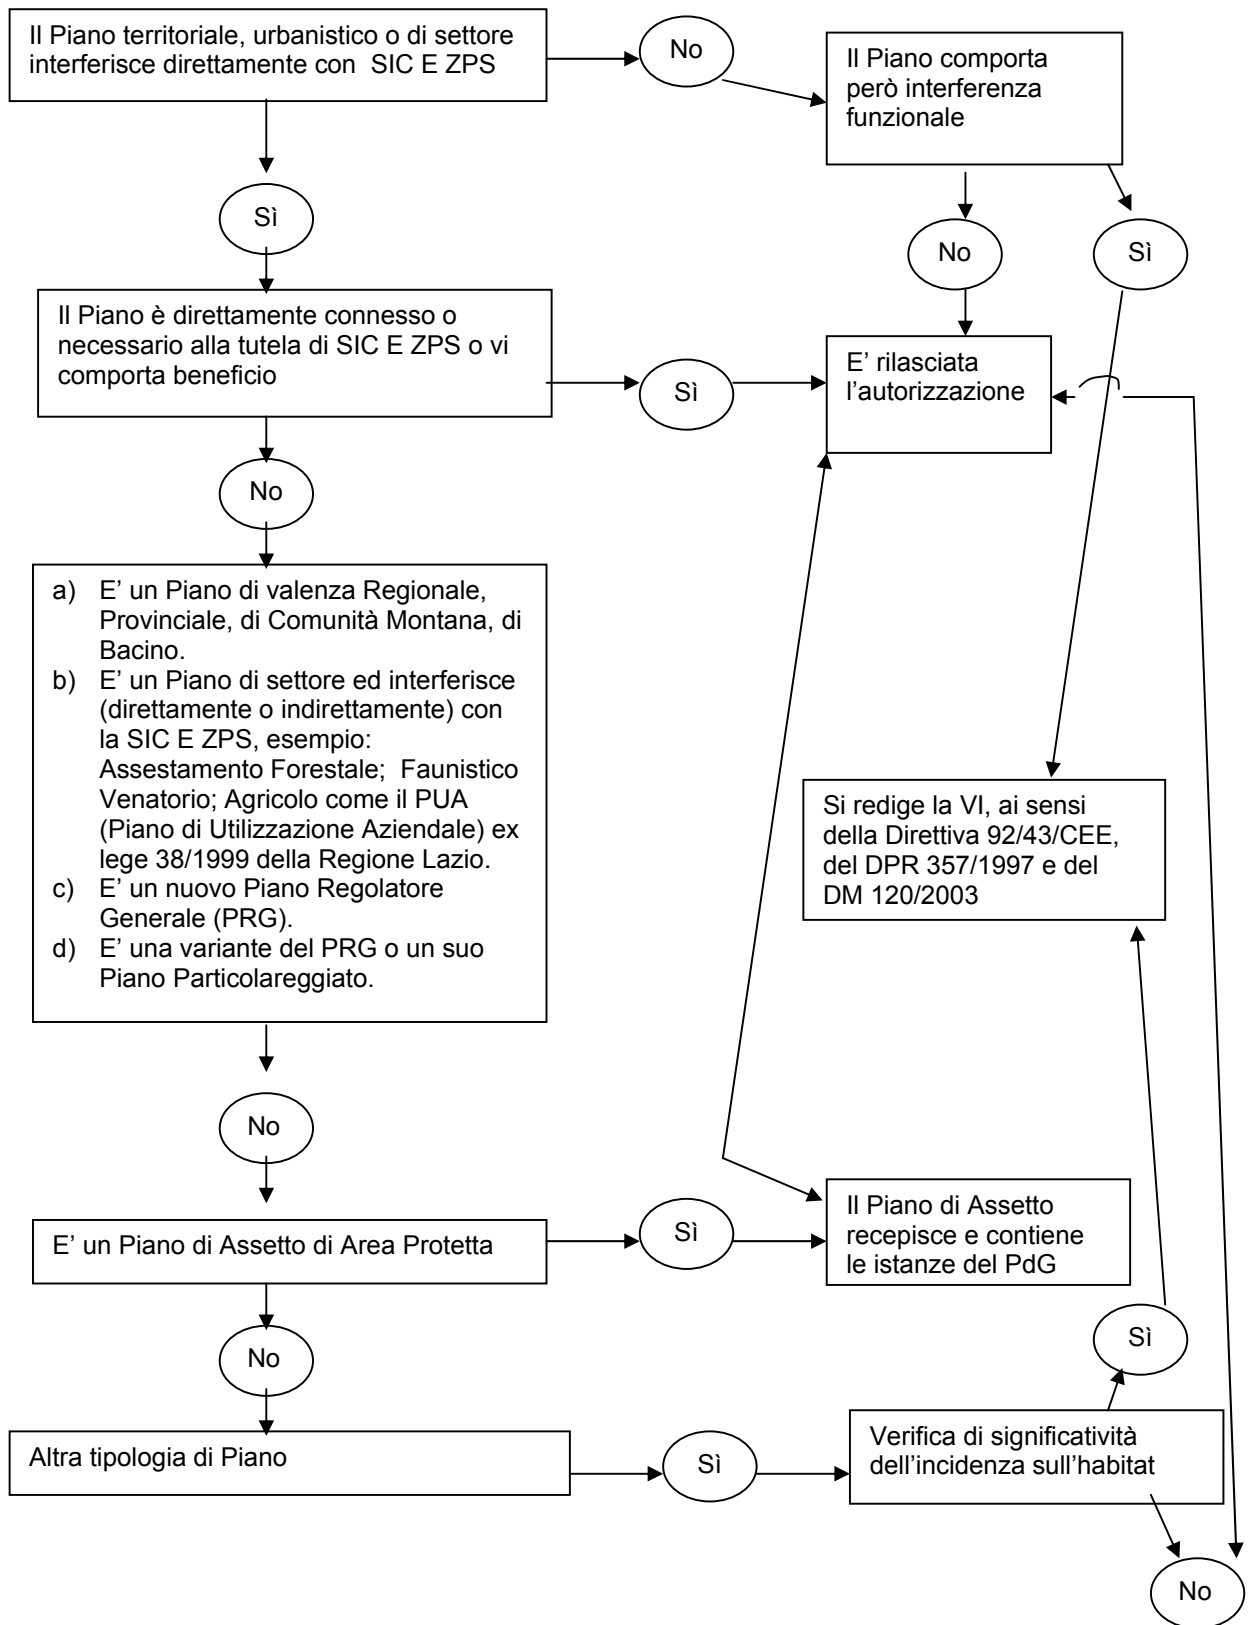 Il Piano territoriale, urbanistico o di settore
interferisce direttamente con SIC E ZPS
No
Il Piano comporta
però interferenza
funzionale
Sì
No
Sì
Il Piano è direttamente connesso o
necessario alla tutela di SIC E ZPS o vi
comporta beneficio
Sì
E' rilasciata
l'autorizzazione
No
a) E' un Piano di valenza Regionale,
Provinciale, di Comunità Montana, di
Bacino.
b) E' un Piano di settore ed interferisce
(direttamente o indirettamente) con
la SIC E ZPS, esempio:
Assestamento Forestale; Faunistico
Venatorio; Agricolo come il PUA
(Piano di Utilizzazione Aziendale) ex
lege 38/1999 della Regione Lazio.
c) E' un nuovo Piano Regolatore
Generale (PRG).
d) E' una variante del PRG o un suo
Piano Particolareggiato.
Si redige la VI, ai sensi
della Direttiva 92/43/CEE,
del DPR 357/1997 e del
DM 120/2003
No
E' un Piano di Assetto di Area Protetta
Sì
Il Piano di Assetto
recepisce e contiene
le istanze del PdG
No
Sì
Altra tipologia di Piano
Sì
Verifica di significatività
dell'incidenza sull'habitat
No